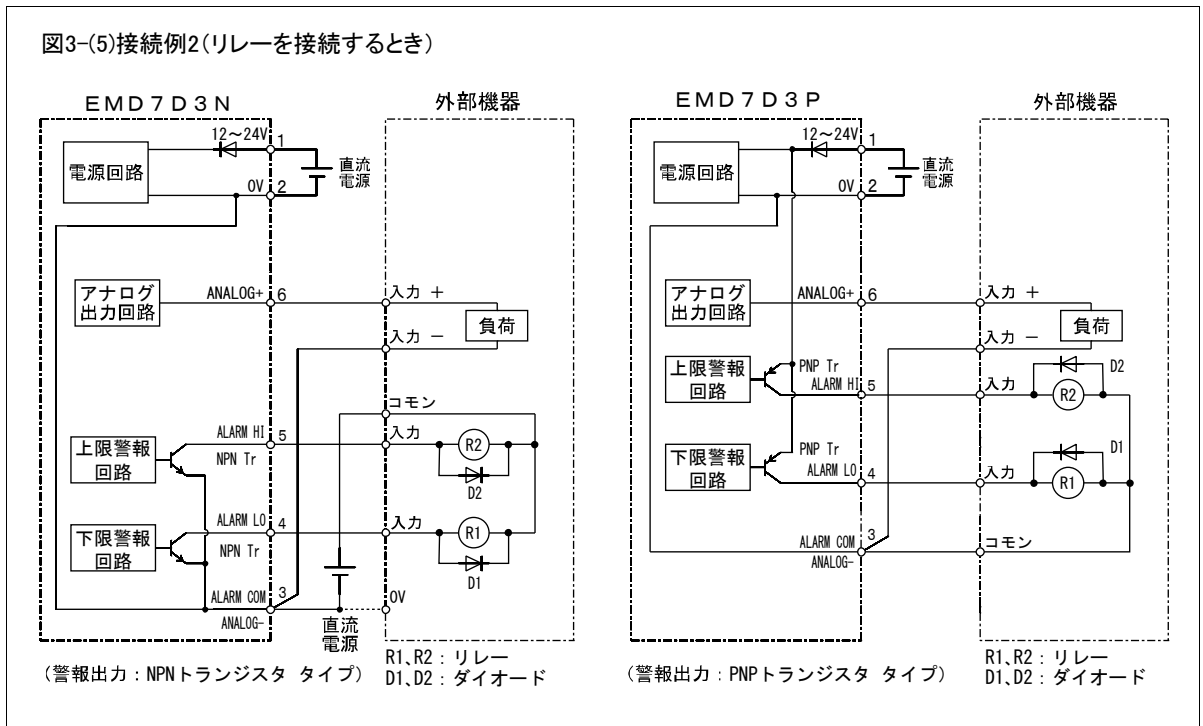 図3-(5)接続例2(リレーを接続するとき)
EMD7D3N
外部機器
12～24V
1
電源回路
直流
電源
0V
2
アナログ
出力回路
ANALOG+
6
入力 +
負荷
入力 －
コモン
上限警報
回路
ALARM HI
5
入力
NPN Tr
R2
D2
下限警報
回路
ALARM LO
4
入力
NPN Tr
R1
D1
ALARM COM
3
ANALOG-
0V
直流
電源
(警報出力：NPNトランジスタ タイプ)
R1、R2：リレー
D1、D2：ダイオード
EMD7D3P
外部機器
12～24V
1
電源回路
直流
電源
0V
2
アナログ
出力回路
ANALOG+
6
入力 +
負荷
入力 －
上限警報
回路
PNP Tr
ALARM HI
5
入力
D2
R2
下限警報
回路
PNP Tr
ALARM LO
4
入力
D1
R1
ALARM COM
3
ANALOG-
コモン
(警報出力：PNPトランジスタ タイプ)
R1、R2：リレー
D1、D2：ダイオード